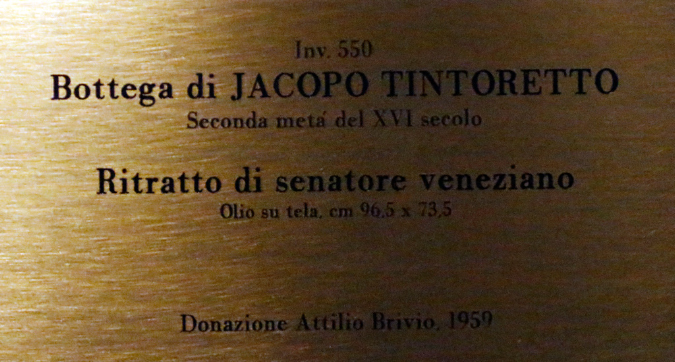 Inv. 550
Bottega di JACOPO TINTORETTO
Seconda metá del XVI secolo
Ritratto di senatore veneziano
Olio su tela, cm 96,5 x 73,5
Donazione Attilio Brivio, 1959